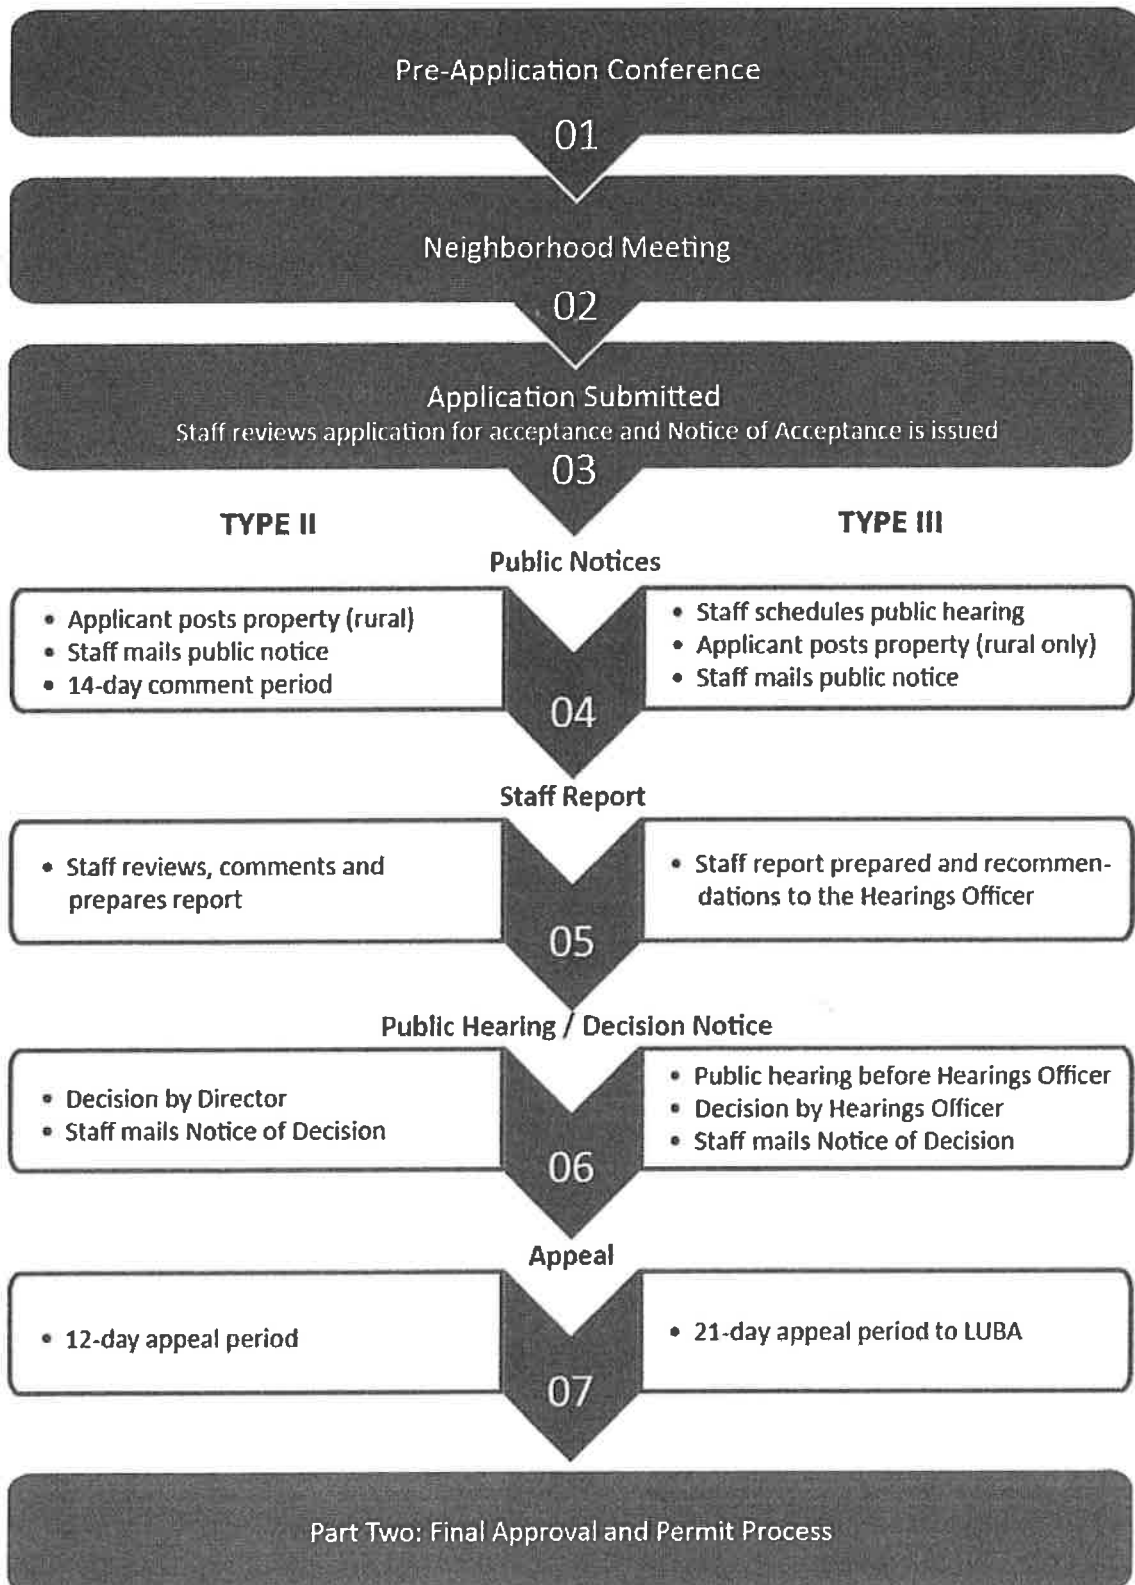 Pre-Application Conference
01
Neighborhood Meeting
02
Application Submitted
Staff reviews application for acceptance and Notice of Acceptance is issued
03
TYPE II
TYPE III
Public Notices
• Applicant posts property (rural)
• Staff mails public notice
• 14-day comment period
04
• Staff schedules public hearing
• Applicant posts property (rural only)
• Staff mails public notice
Staff Report
• Staff reviews, comments and
prepares report
05
• Staff report prepared and recommen-
dations to the Hearings Officer
Public Hearing / Decision Notice
• Decision by Director
• Staff mails Notice of Decision
06
• Public hearing before Hearings Officer
• Decision by Hearings Officer
• Staff mails Notice of Decision
Appeal
• 12-day appeal period
07
• 21-day appeal period to LUBA
Part Two: Final Approval and Permit Process